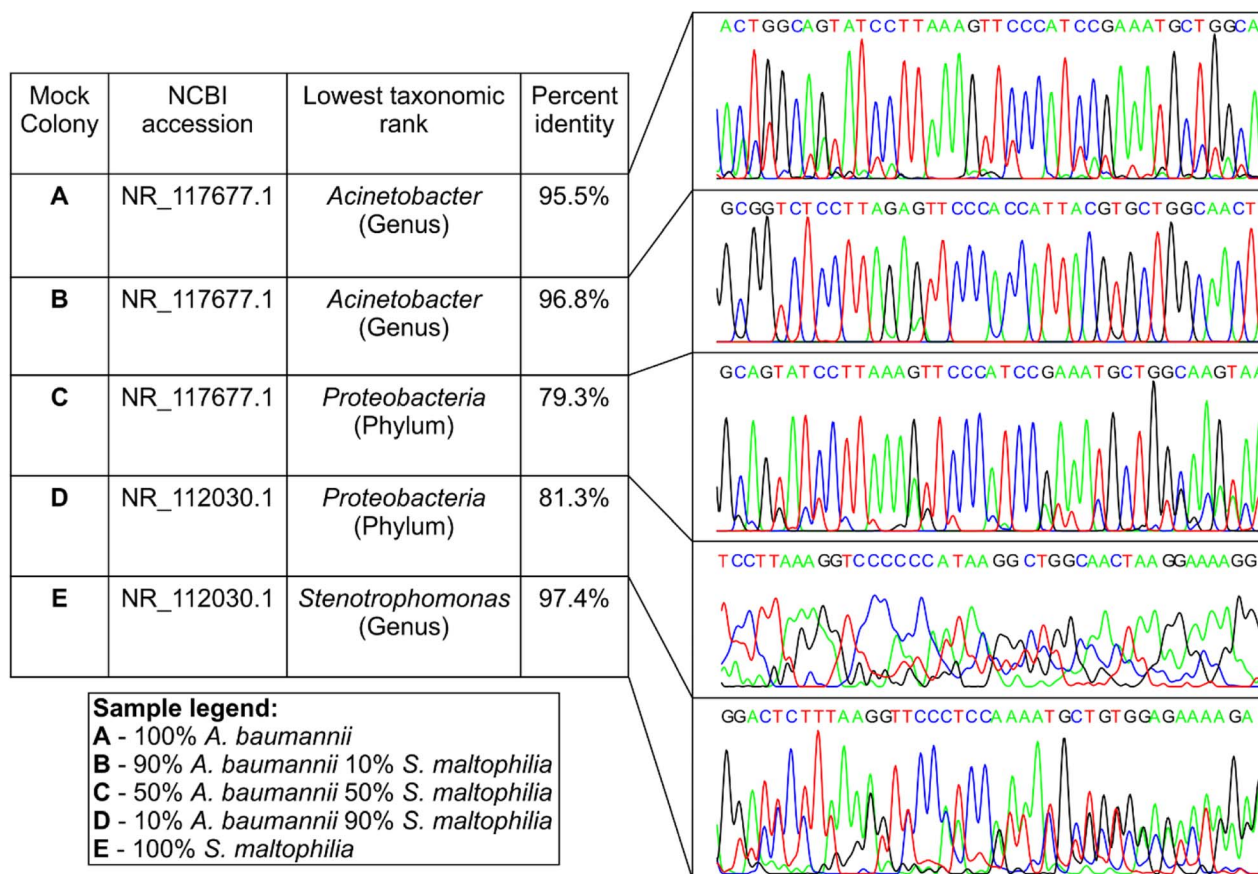 Mock Colony NCBI accession Lowest taxonomic rank Percent identity
A NR_117677.1 Acinetobacter (Genus) 95.5%
B NR_117677.1 Acinetobacter (Genus) 96.8%
C NR_117677.1 Proteobacteria (Phylum) 79.3%
D NR_112030.1 Proteobacteria (Phylum) 81.3%
E NR_112030.1 Stenotrophomonas (Genus) 97.4%
Sample legend:
A - 100% A. baumannii
B - 90% A. baumannii 10% S. maltophilia
C - 50% A. baumannii 50% S. maltophilia
D - 10% A. baumannii 90% S. maltophilia
E - 100% S. maltophilia
ACTGGCAGTATCCTTAAAGTTCCCATCCGAAATGCTGGCA
GCGGTCTCCTTAGAGTTCCCACCATTACGTGCTGGCAACT
GCAGTATCCTTAAAGTTCCCATCCGAAATGCTGGCAAGTAA
TCCTTAAAGGTCCCCCCATAAGGCTGGCAACTAAGGAAAAGG
GGACTCTTTAAGGTTCCCTCCAAAATGCTGTGGAGAAAAGA